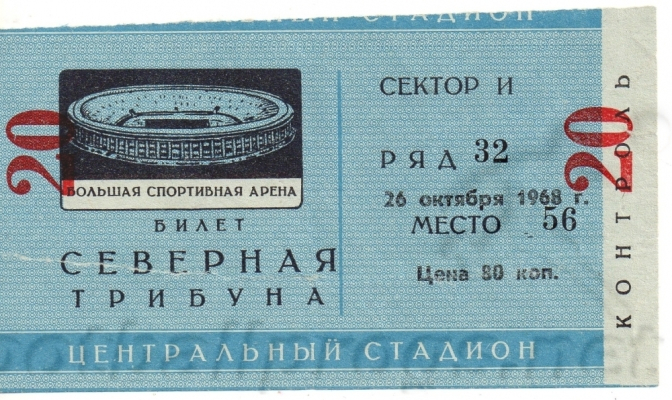 ЦЕНТРАЛЬНЫЙ СТАДИОН
20
БОЛЬШАЯ СПОРТИВНАЯ АРЕНА
БИЛЕТ
СЕВЕРНАЯ
ТРИБУНА
СЕКТОР И
РЯД 32
26 октября 1968 г.
МЕСТО 56
Цена 80 коп.
20
КОНТРОЛЬ
ЦЕНТРАЛЬНЫЙ СТАДИОН